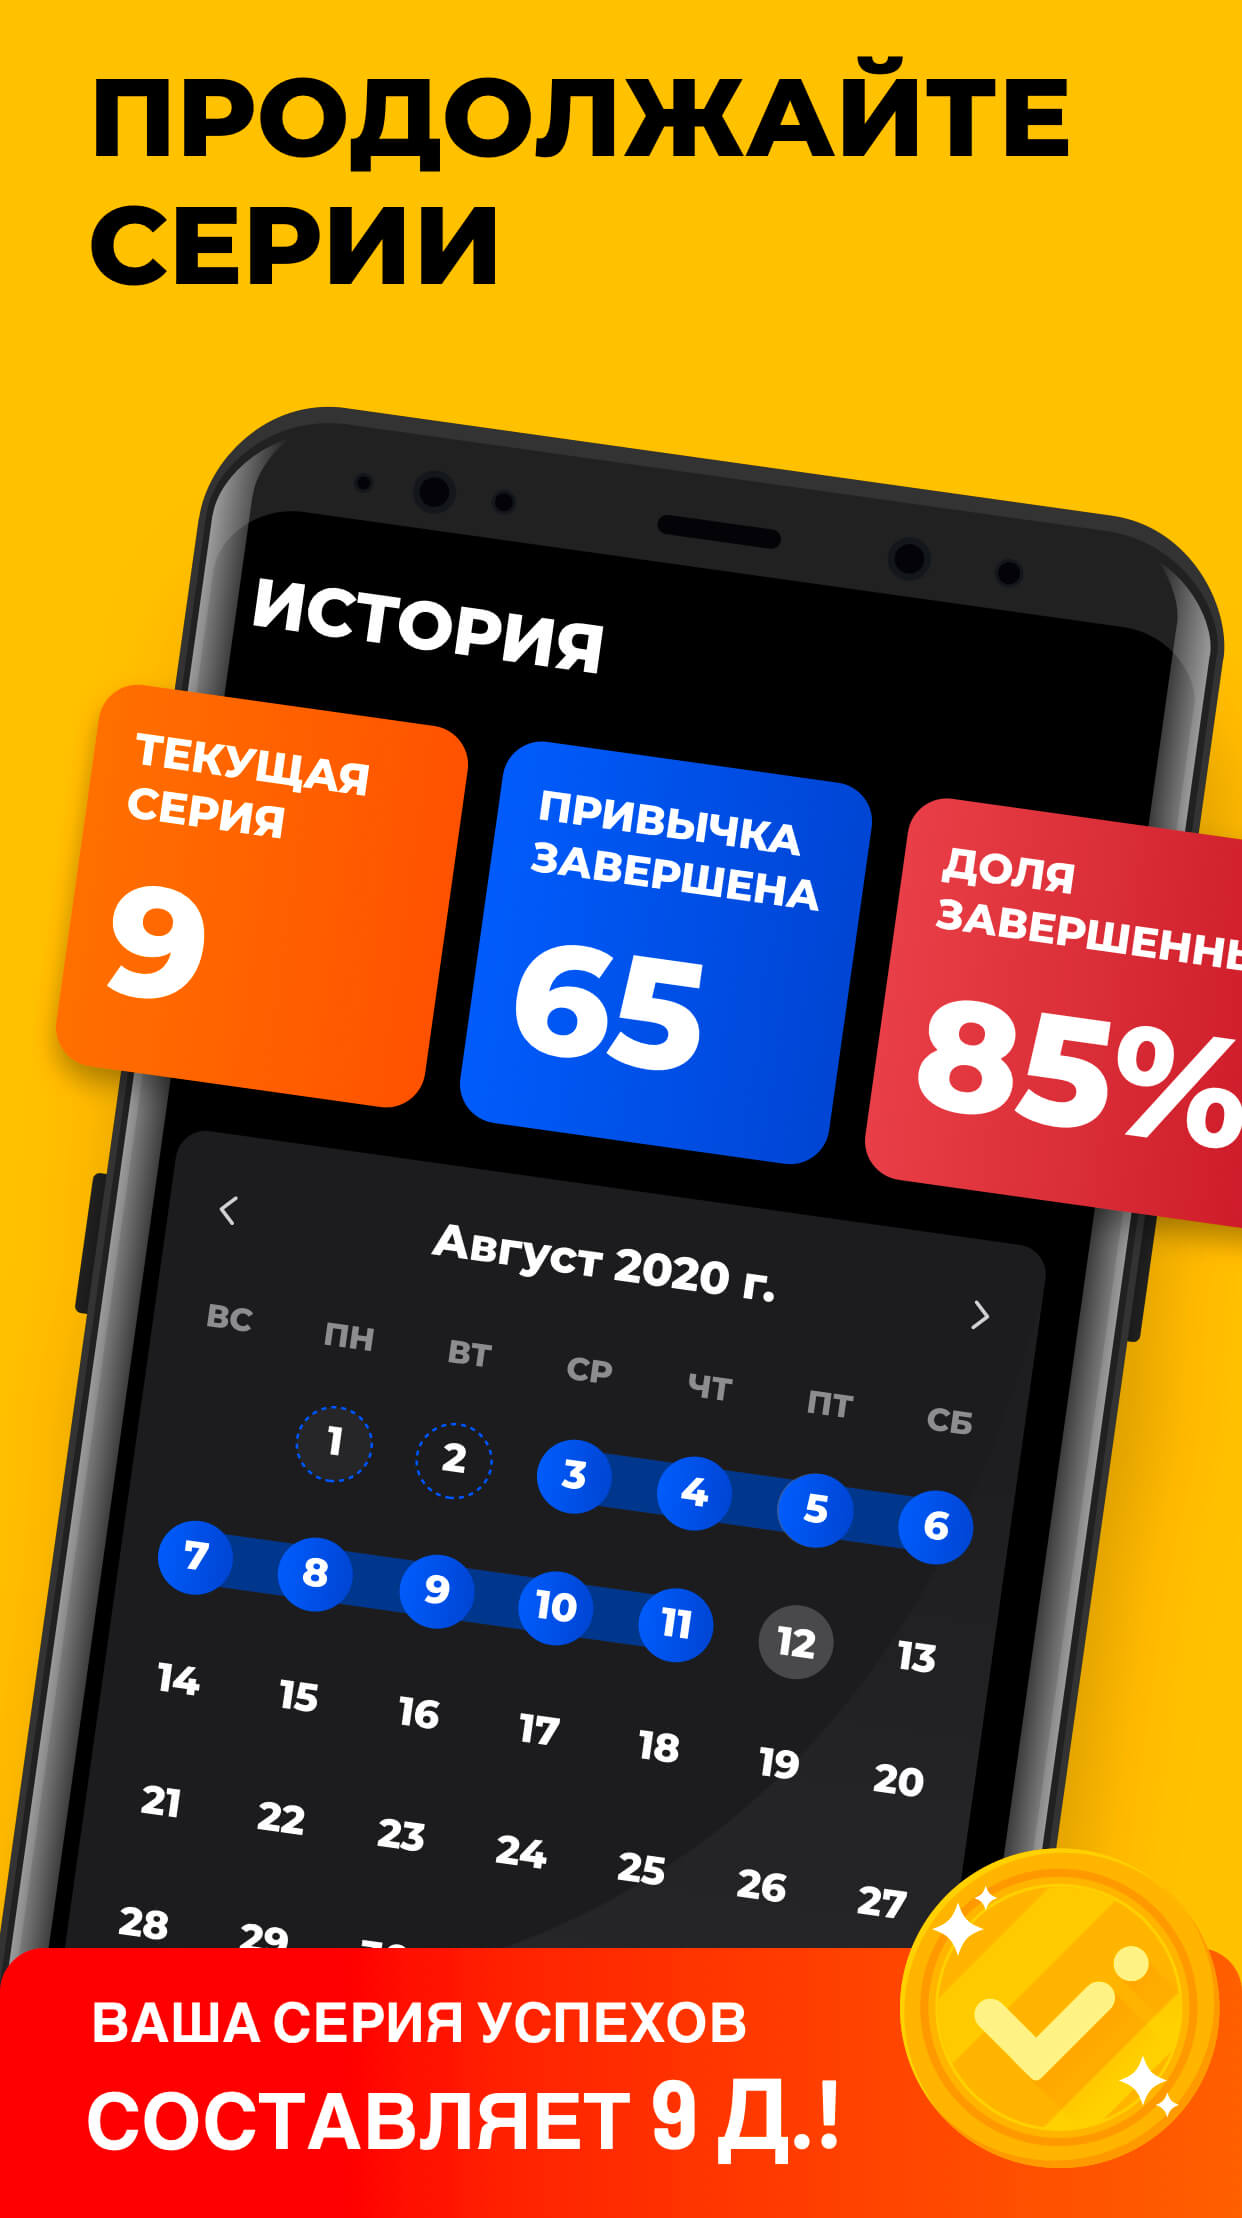 ПРОДОЛЖАЙТЕ
СЕРИИ
ИСТОРИЯ
ТЕКУЩАЯ
СЕРИЯ
9
ПРИВЫЧКА
ЗАВЕРШЕНА
65
ДОЛЯ
ЗАВЕРШЕНН
85%
Август 2020 г.
ВС ПН ВТ СР ЧТ ПТ СБ
1 2 3 4 5 6
7 8 9 10 11 12 13
14 15 16 17 18 19 20
21 22 23 24 25 26 27
28 29
ВАША СЕРИЯ УСПЕХОВ
СОСТАВЛЯЕТ 9 Д.!